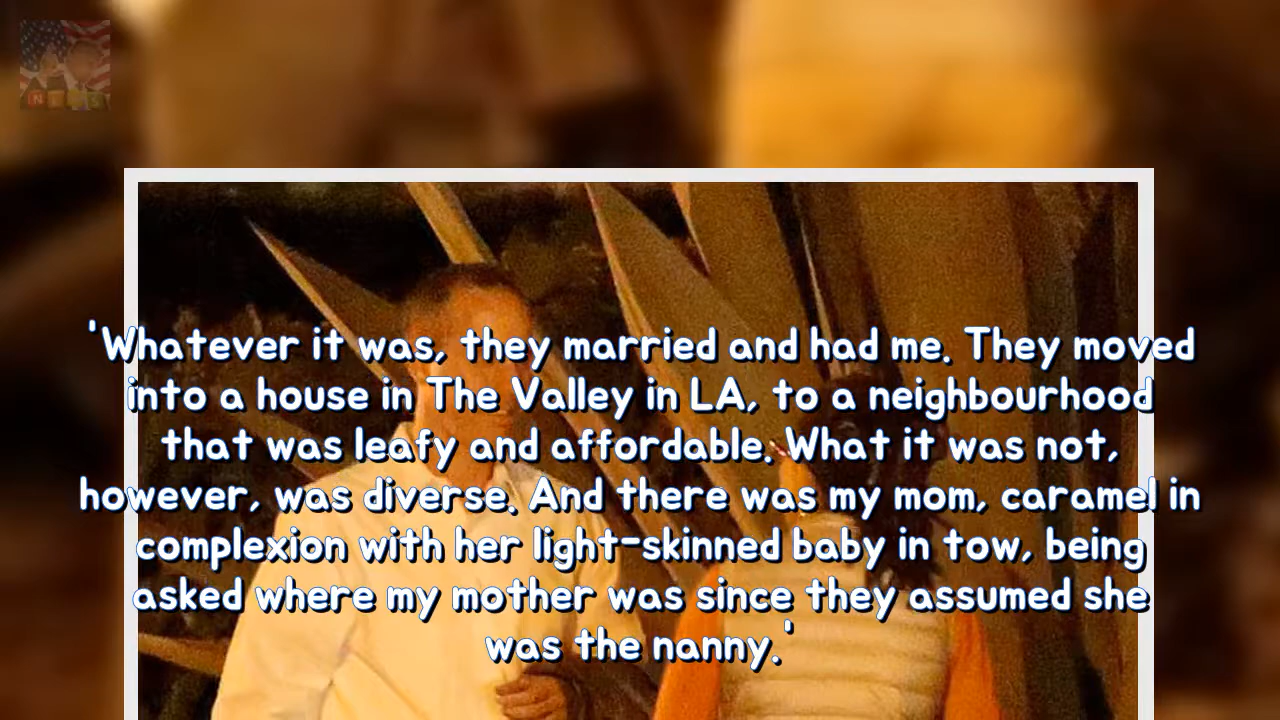 'Whatever it was, they married and had me. They moved
into a house in The Valley in LA, to a neighbourhood
that was leafy and affordable. What it was not,
however, was diverse. And there was my mom, caramel in
complexion with her light-skinned baby in tow, being
asked where my mother was since they assumed she
was the nanny.'